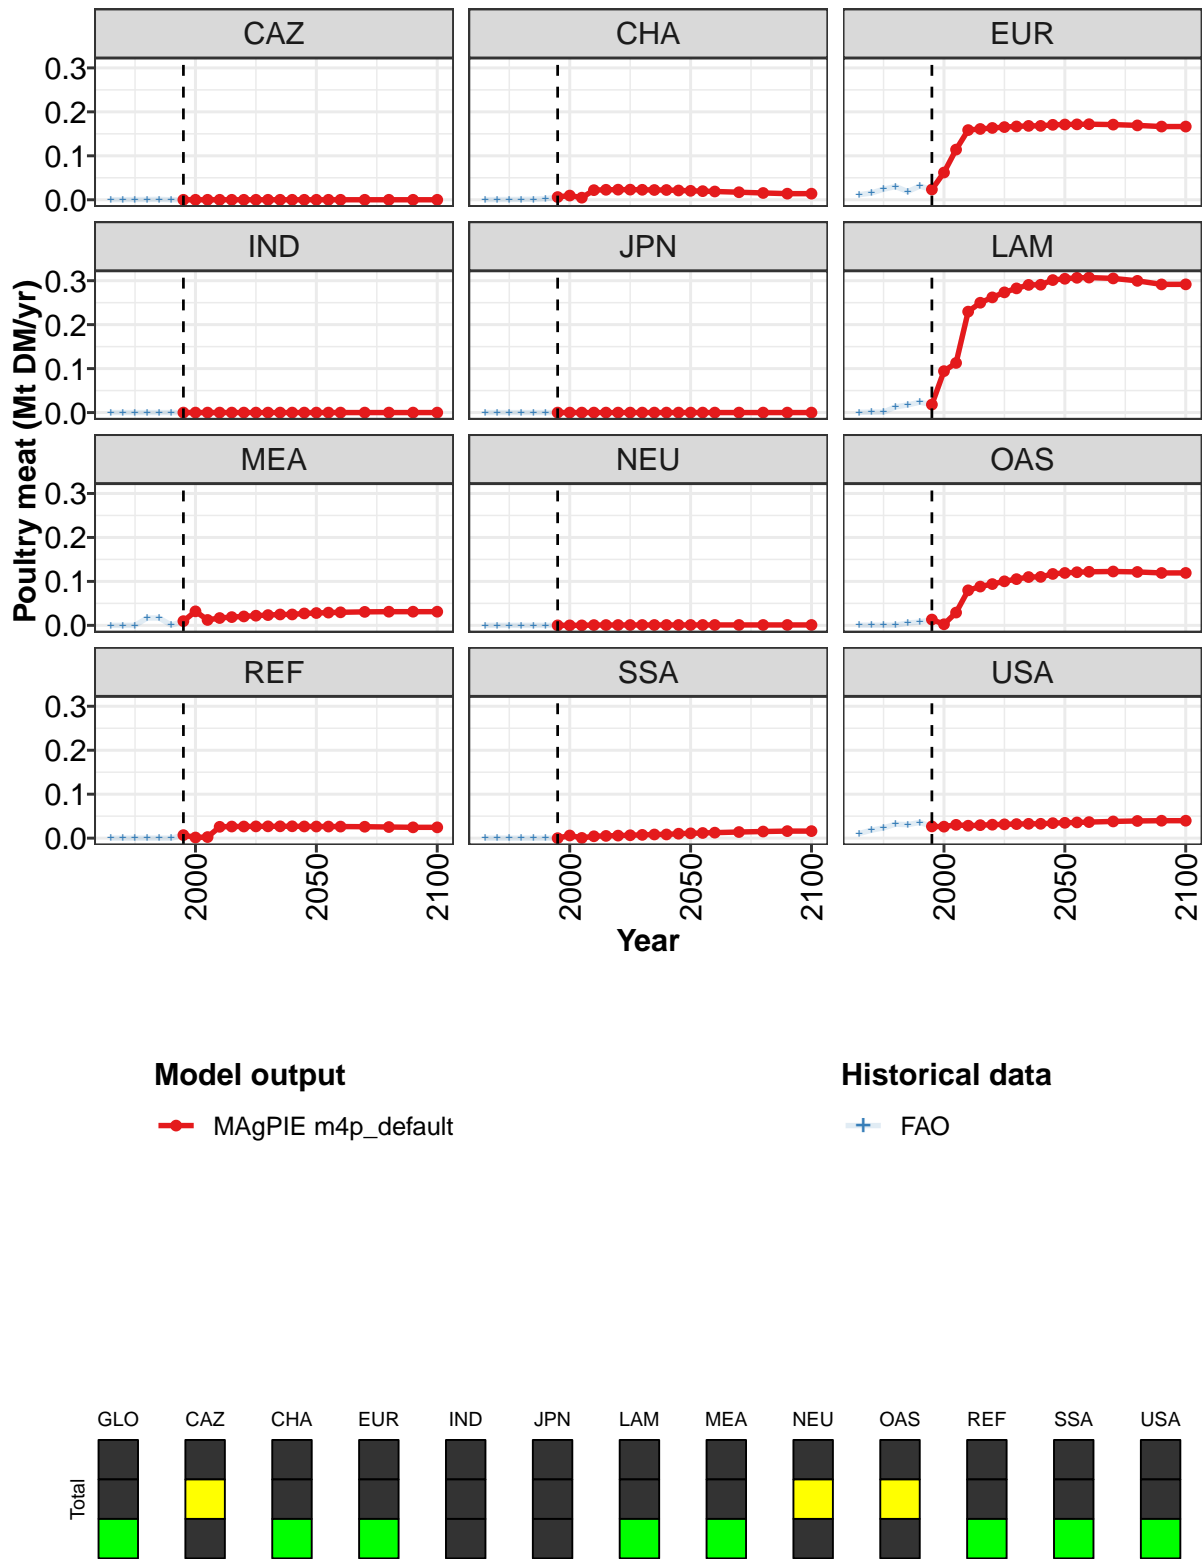 CAZ CHA EUR
0.3
0.2
0.1
0.0
IND JPN LAM
0.3
0.2
0.1
0.0
MEA NEU OAS
0.3
0.2
0.1
0.0
REF SSA USA
0.3
0.2
0.1
0.0
Poultry meat (Mt DM/yr)
2000 2050 2100 2000 2050 2100 2000 2050 2100
Year
Model output Historical data
MAgPIE m4p_default FAO
GLO CAZ CHA EUR IND JPN LAM MEA NEU OAS REF SSA USA
Total